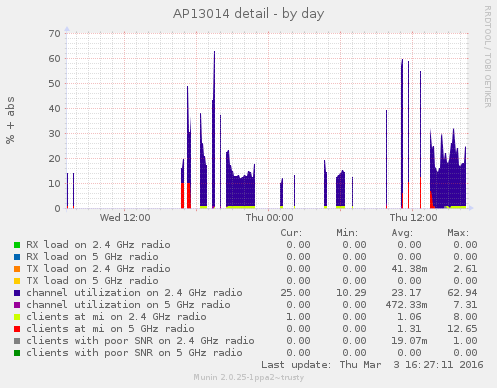 AP13014 detail - by day
RRDTOOL / TOBI OETIKER
% + abs
70
60
50
40
30
20
10
0
Wed 12:00 Thu 00:00 Thu 12:00
Cur: Min: Avg: Max:
RX load on 2.4 GHz radio 0.00 0.00 0.00 0.00
RX load on 5 GHz radio 0.00 0.00 0.00 0.00
TX load on 2.4 GHz radio 0.00 0.00 41.38m 2.61
TX load on 5 GHz radio 0.00 0.00 0.00 0.00
channel utilization on 2.4 GHz radio 25.00 10.29 23.17 62.94
channel utilization on 5 GHz radio 0.00 0.00 472.33m 7.31
clients at mi on 2.4 GHz radio 1.00 0.00 1.06 8.00
clients at mi on 5 GHz radio 0.00 0.00 1.31 12.65
clients with poor SNR on 2.4 GHz radio 0.00 0.00 19.07m 1.00
clients with poor SNR on 5 GHz radio 0.00 0.00 0.00 0.00
Last update: Thu Mar 3 16:27:11 2016
Munin 2.0.25-1ppa2~trusty